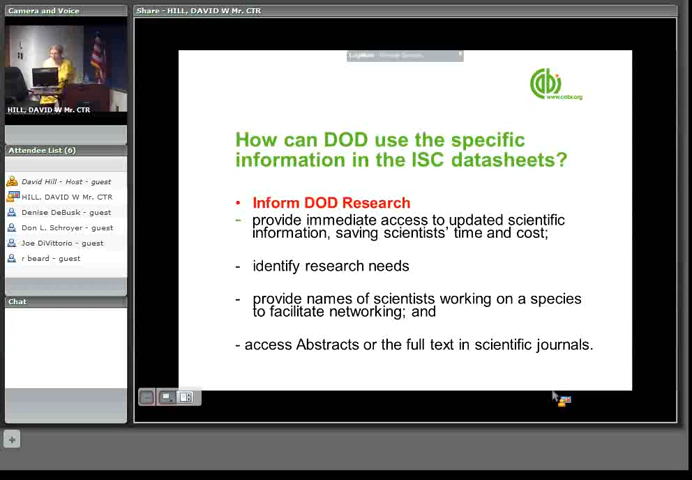 Camera and Voice
HILL, DAVID W Mr. CTR
Attendee List (6)
David Hill - Host - guest
HILL, DAVID W Mr. CTR
Denise DeBusk - guest
Don L. Schroyer - guest
Joe DiVittorio - guest
r beard - guest
Chat
Share - HILL, DAVID W Mr. CTR
cabi
www.cabi.org
How can DOD use the specific
information in the ISC datasheets?
• Inform DOD Research
- provide immediate access to updated scientific
information, saving scientists' time and cost;
- identify research needs
- provide names of scientists working on a species
to facilitate networking; and
- access Abstracts or the full text in scientific journals.